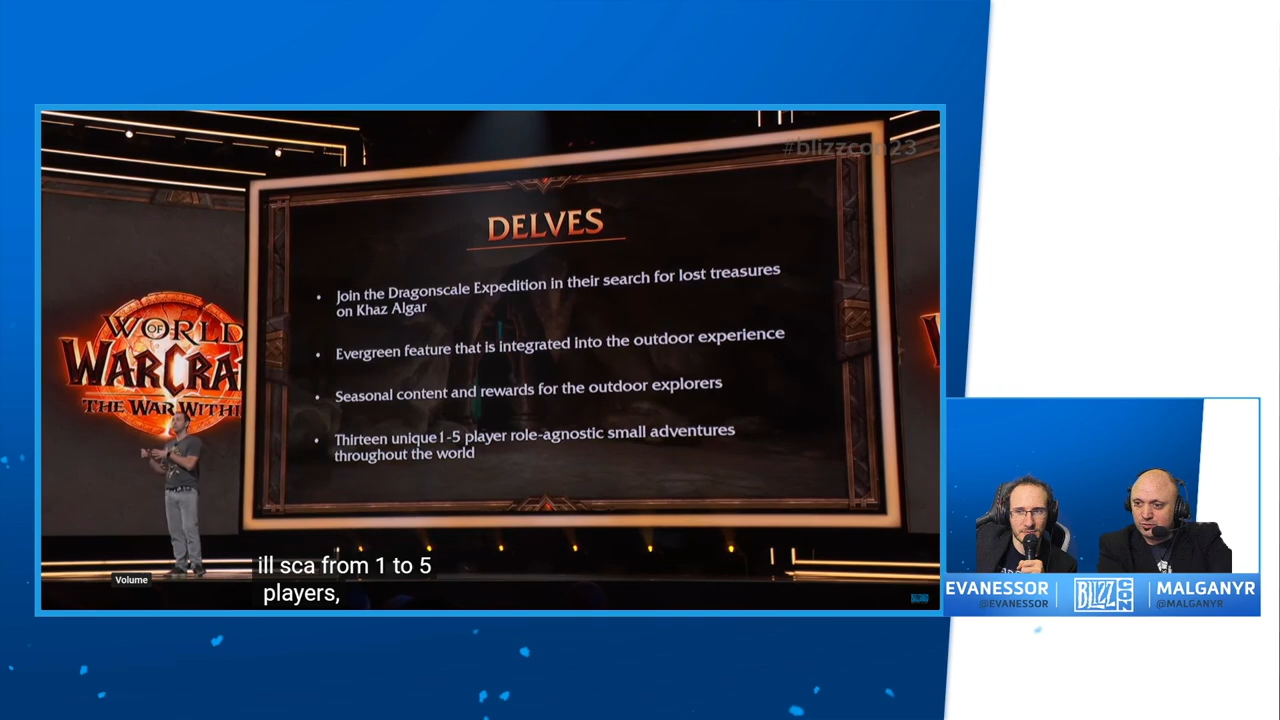 #blizzcon23
DELVES
• Join the Dragonscale Expedition in their search for lost treasures
on Khaz Algar
• Evergreen feature that is integrated into the outdoor experience
• Seasonal content and rewards for the outdoor explorers
• Thirteen unique 1-5 player role-agnostic small adventures
throughout the world
WORLD
OF
WARCRA
THE WAR WITHI
ill sca from 1 to 5
players,
Volume
EVANESSOR
@EVANESSOR
BLIZZCON
MALGANYR
@MALGANYR